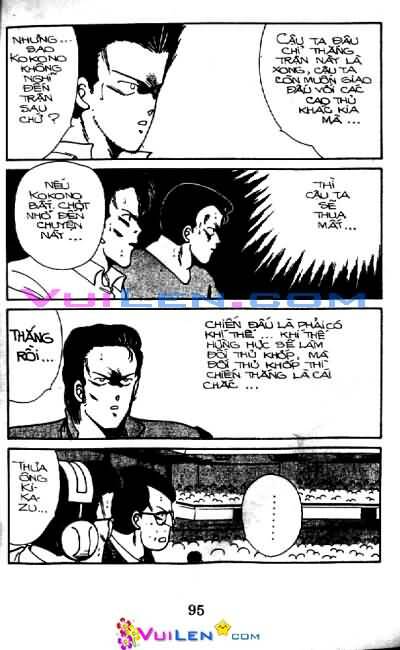 NHƯNG...
SAO
KOKONO
KHÔNG
NGHĨ
ĐẾN
TRẬN
SAU
CHỨ ?
CẬU TA ĐÂU
CHỈ THẮNG
TRẬN NÀY LÀ
XONG, CẬU TA
CÒN MUỐN GIAO
ĐẤU VỚI CÁC
CAO THỦ
KHÁC KIA
MÀ ...
NẾU
KOKONO
BẤT CHỢT
NHỚ ĐẾN
CHUYỆN
NÀY ...
THÌ
CẬU TA
SẼ
THUA
MẤT...
VUILEN.COM
THẮNG
RỒI...
CHIẾN ĐẤU LÀ PHẢI CÓ
KHÍ THẾ ... KHÍ THẾ
HỪNG HỰC SẼ LÀM
ĐỐI THỦ KHỚP, MÀ
ĐỐI THỦ KHỚP THÌ
CHIẾN THẮNG LÀ CÁI
CHẮC ...
THƯA
ÔNG
KI-
KA-
ZU...
........
95
VUILEN.COM